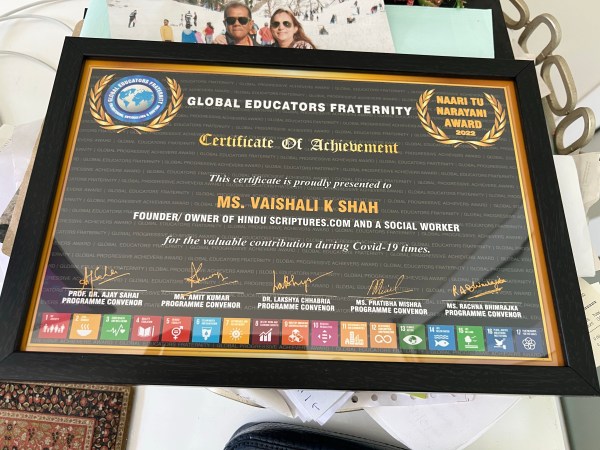 GLOBAL EDUCATORS FRATERNITY
GLOBAL EDUCATORS FRATERNITY
NAARI TU
NARAYANI
AWARD
2022
Certificate Of Achievement
This certificate is proudly presented to
MS. VAISHALI K SHAH
FOUNDER/ OWNER OF HINDU SCRIPTURES.COM AND A SOCIAL WORKER
for the valuable contribution during Covid-19 times.
PROF. DR. AJAY SAHAI
PROGRAMME CONVENOR
MR. AMIT KUMAR
PROGRAMME CONVENOR
DR. LAKSHYA CHHABRIA
PROGRAMME CONVENOR
MS. PRATIBHA MISHRA
PROGRAMME CONVENOR
MS. RACHNA BHIMRAJKA
PROGRAMME CONVENOR